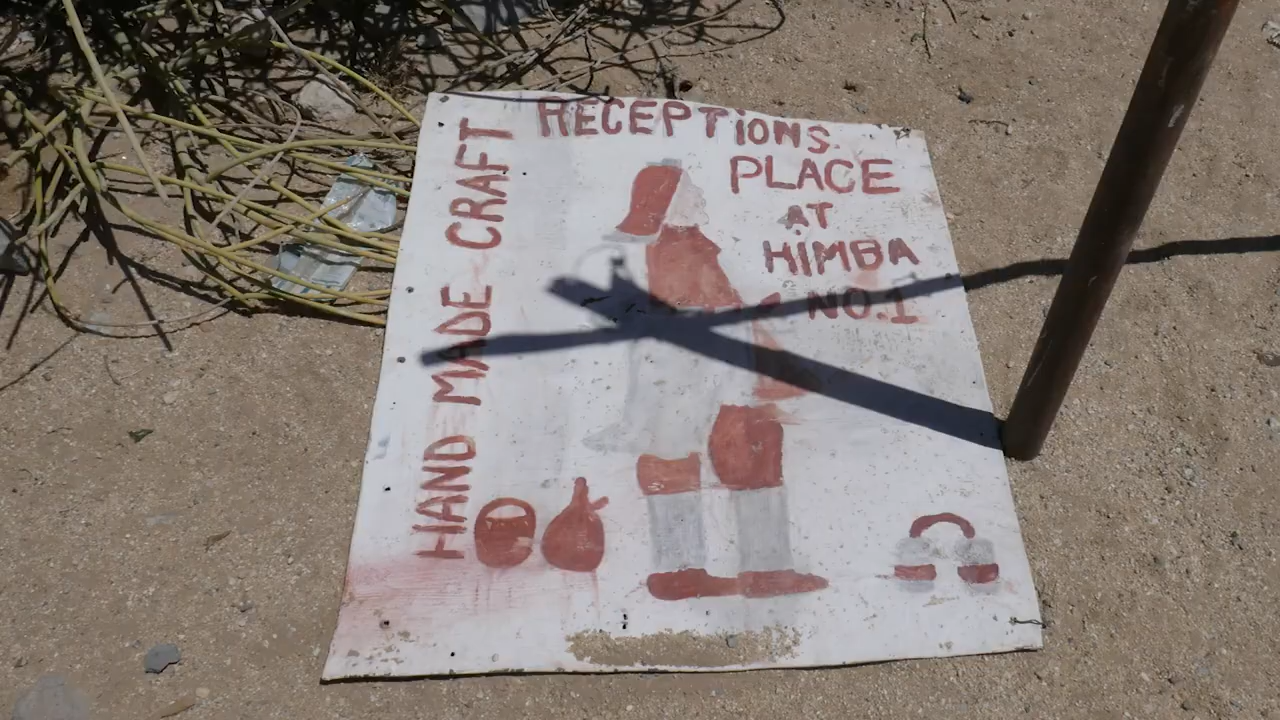 RECEPTIONS.
PLACE
AT
HIMBA
NO.1
HAND MADE CRAFT